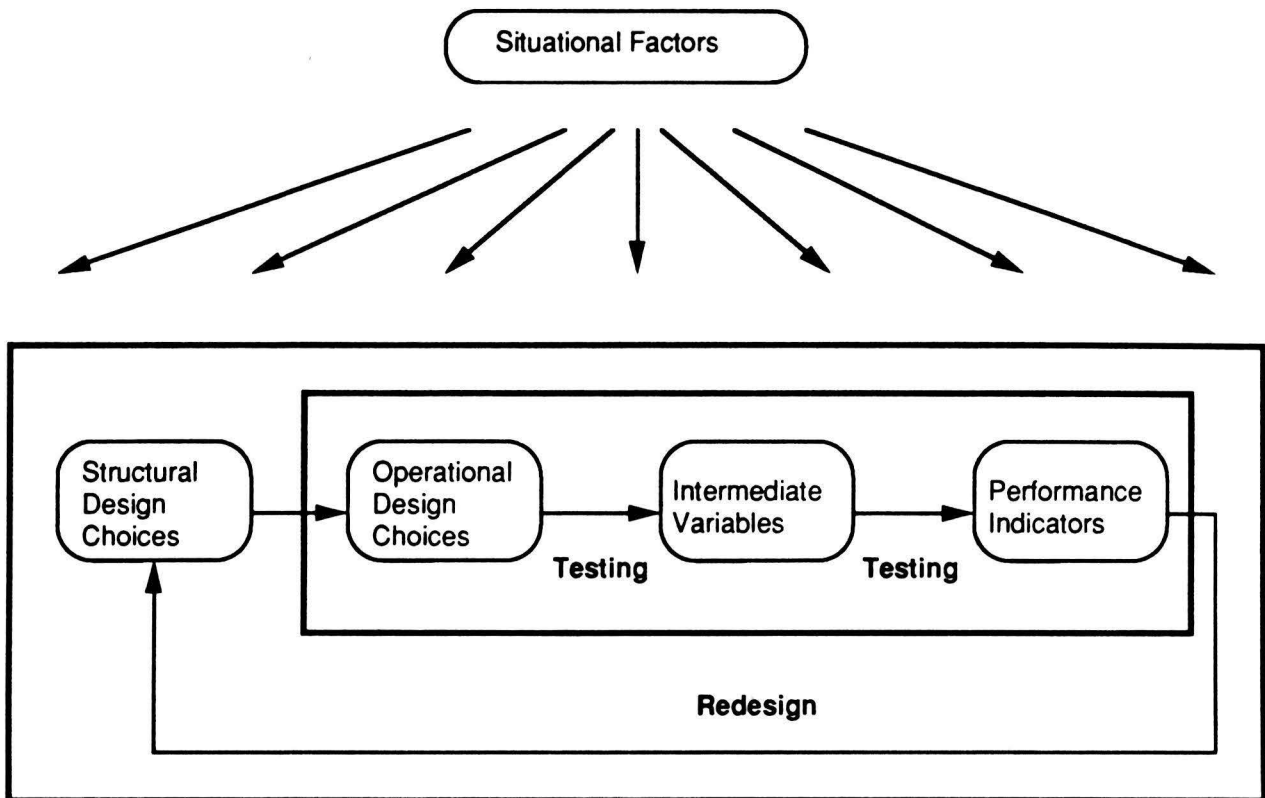 Situational Factors
Structural
Design
Choices
Operational
Design
Choices
Intermediate
Variables
Performance
Indicators
Testing
Testing
Redesign